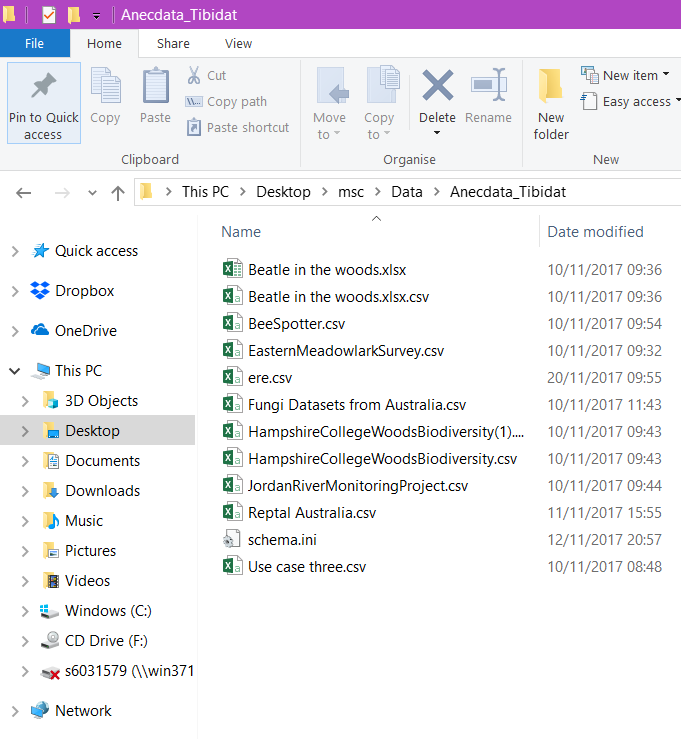 Anecdata_Tibidat
File Home Share View
Pin to Quick access
Copy
Paste
Cut
Copy path
Paste shortcut
Clipboard
Move to
Copy to
Delete
Rename
Organise
New folder
New item
Easy access
New
This PC Desktop msc Data Anecdata_Tibidat
Quick access
Dropbox
OneDrive
This PC
3D Objects
Desktop
Documents
Downloads
Music
Pictures
Videos
Windows (C:)
CD Drive (F:)
s6031579 (\\win371
Network
Name Date modified
Beatle in the woods.xlsx 10/11/2017 09:36
Beatle in the woods.xlsx.csv 10/11/2017 09:36
BeeSpotter.csv 10/11/2017 09:54
EasternMeadowlarkSurvey.csv 10/11/2017 09:32
ere.csv 20/11/2017 09:55
Fungi Datasets from Australia.csv 10/11/2017 11:43
HampshireCollegeWoodsBiodiversity(1).... 10/11/2017 09:43
HampshireCollegeWoodsBiodiversity.csv 10/11/2017 09:43
JordanRiverMonitoringProject.csv 10/11/2017 09:44
Reptal Australia.csv 11/11/2017 15:55
schema.ini 12/11/2017 20:57
Use case three.csv 10/11/2017 08:48